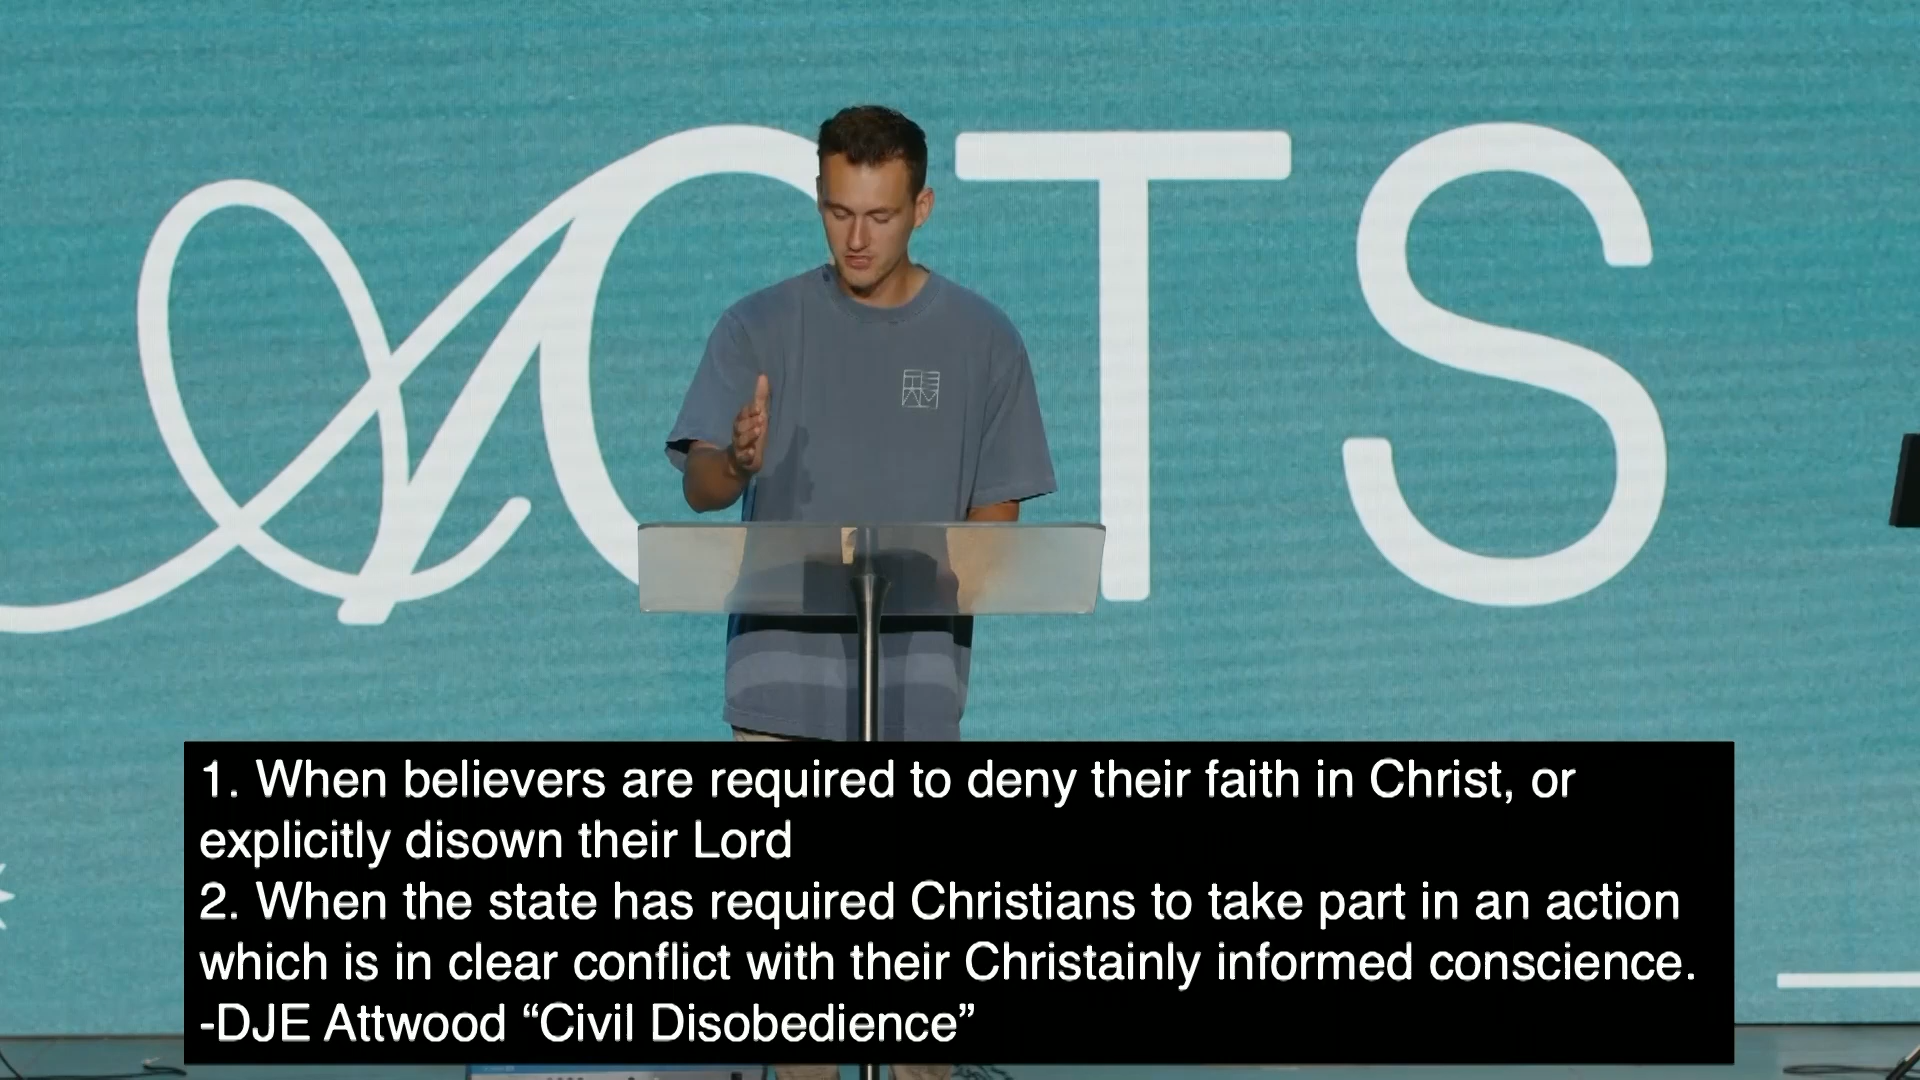 ACTS
1. When believers are required to deny their faith in Christ, or
explicitly disown their Lord
2. When the state has required Christians to take part in an action
which is in clear conflict with their Christainly informed conscience.
-DJE Attwood “Civil Disobedience”